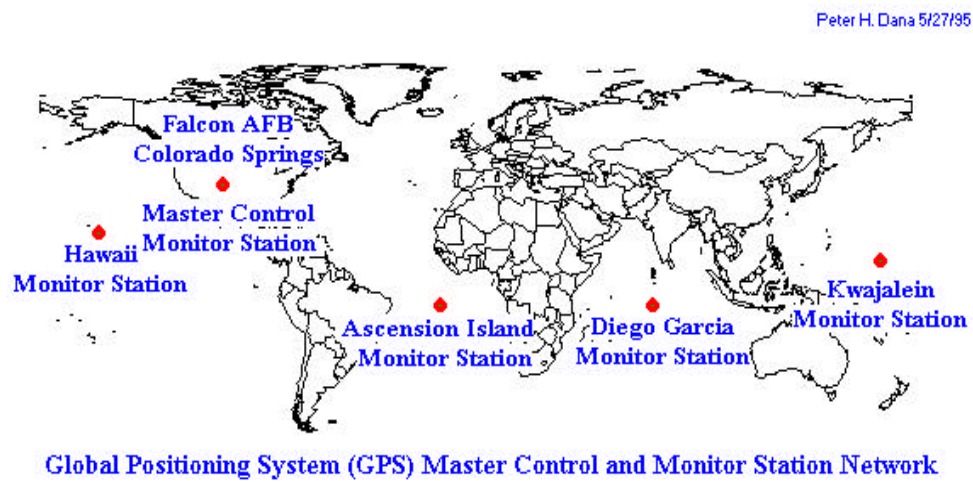 Peter H. Dana 5/27/95
Falcon AFB
Colorado Springs
Master Control
Monitor Station
Hawaii
Monitor Station
Ascension Island
Monitor Station
Diego Garcia
Monitor Station
Kwajalein
Monitor Station
Global Positioning System (GPS) Master Control and Monitor Station Network